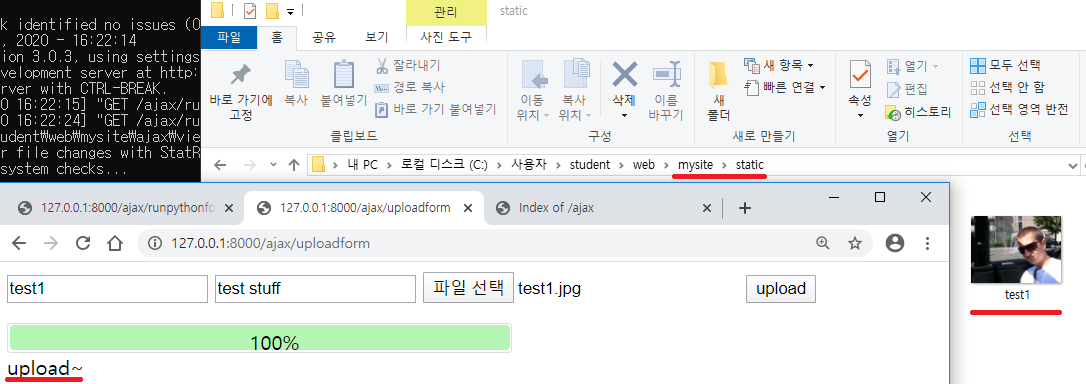 k identified no issues (0
, 2020 - 16:22:14
ion 3.0.3, using settings
velopment server at http:
rver with CTRL-BREAK.
0 16:22:15] "GET /ajax/ru
0 16:22:24] "GET /ajax/ru
udent₩web₩mysite₩ajax₩vie
r file changes with StatR
system checks...
관리
static
파일
홈
공유
보기
사진 도구
바로 가기에 고정
복사
붙여넣기
잘라내기
경로 복사
바로 가기 붙여넣기
클립보드
이동 위치
복사 위치
삭제
이름 바꾸기
구성
새 폴더
새 항목
빠른 연결
새로 만들기
속성
열기
편집
히스토리
열기
모두 선택
선택 안 함
선택 영역 반전
선택
내 PC > 로컬 디스크 (C:) > 사용자 > student > web > mysite > static
127.0.0.1:8000/ajax/runpythonfo
127.0.0.1:8000/ajax/uploadform
Index of /ajax
127.0.0.1:8000/ajax/uploadform
test1
test stuff
파일 선택
test1.jpg
upload
100%
upload~
test1